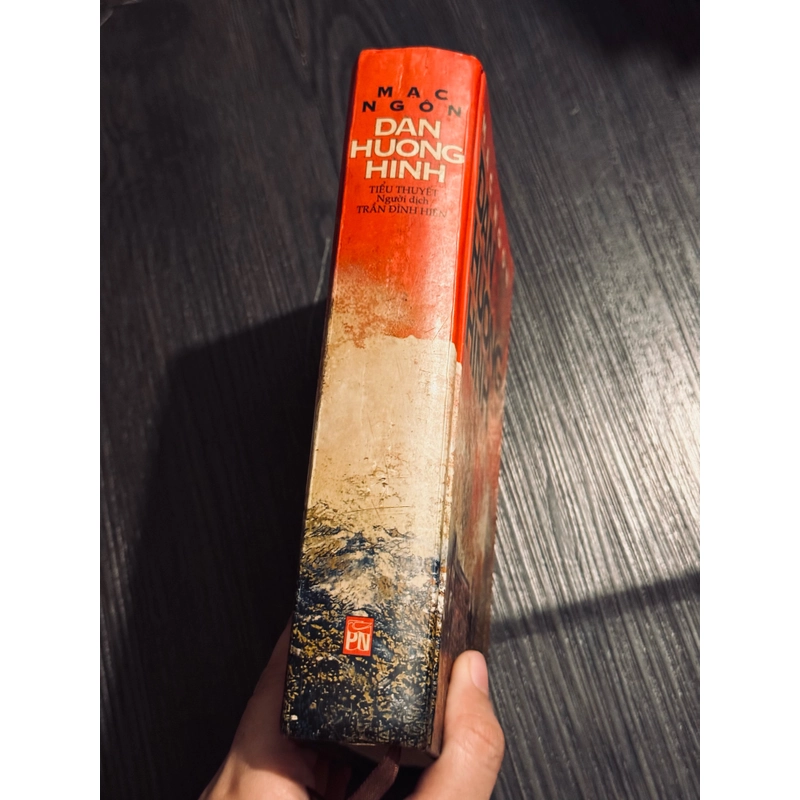 MẠC
NGÔN
ĐÀN
HƯƠNG
HÌNH
TIỂU THUYẾT
Người dịch
TRẦN ĐÌNH HIẾN
PN